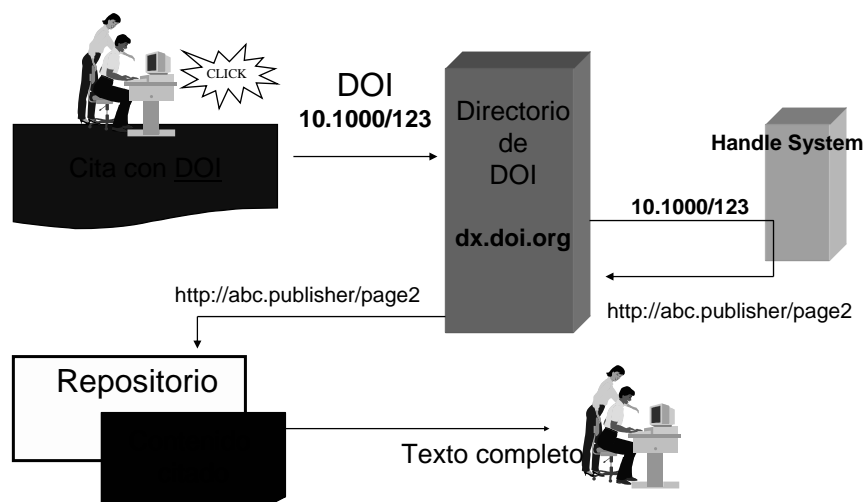 CLICK
DOI
10.1000/123
Cita con DOI
Directorio
de
DOI
dx.doi.org
Handle System
10.1000/123
http://abc.publisher/page2
http://abc.publisher/page2
Repositorio
Texto completo